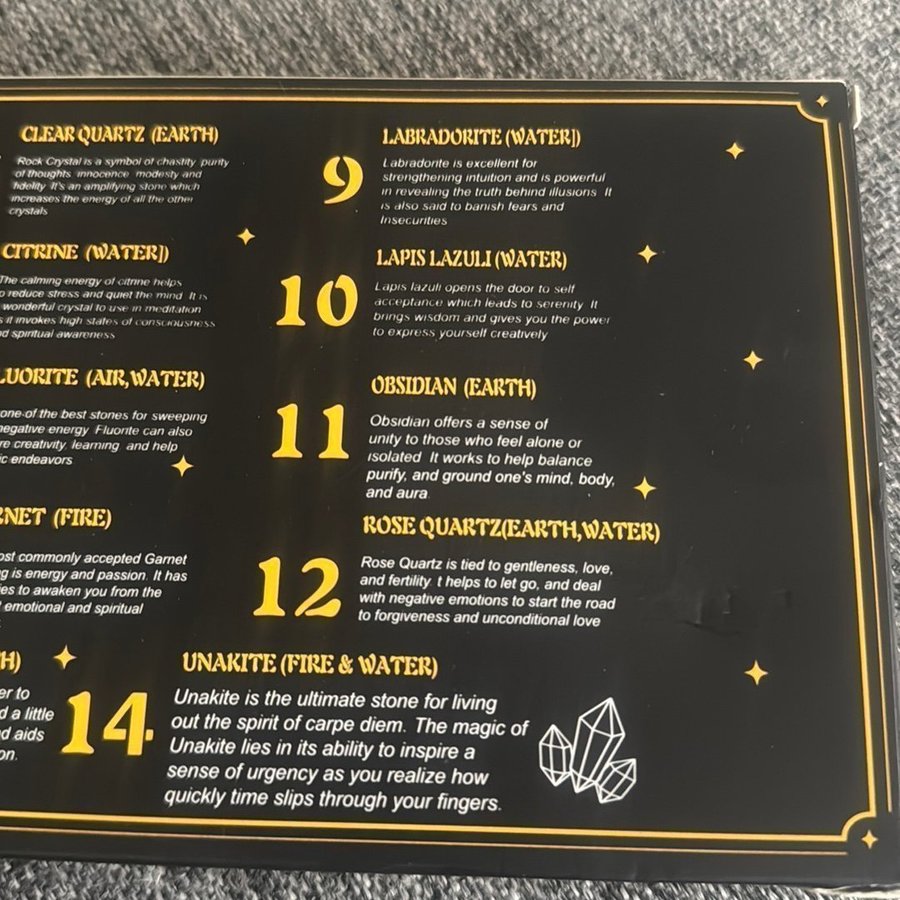 CLEAR QUARTZ (EARTH)
Rock Crystal is a symbol of chastity purity
of thoughts innocence modesty and
fidelity It's an amplifying stone which
increases the energy of all the other
crystals
CITRINE (WATER])
The calming energy of citrine helps
o reduce stress and quiet the mind It is
wonderful crystal to use in meditation
s it invokes high states of consciousness
nd spiritual awareness
LUORITE (AIR,WATER)
one of the best stones for sweeping
negative energy Fluorite can also
re creativity, learning, and help
ic endeavors
RNET (FIRE)
ost commonly accepted Garnet
g is energy and passion. It has
ies to awaken you from the
emotional and spiritual
H)
er to
d a little
d aids
on.
9
LABRADORITE (WATER])
Labradorite is excellent for
strengthening intuition and is powerful
in revealing the truth behind illusions It
is also said to banish fears and
Insecurities
10
LAPIS LAZULI (WATER)
Lapis lazuli opens the door to self
acceptance which leads to serenity It
brings wisdom and gives you the power
to express yourself creatively
11
OBSIDIAN (EARTH)
Obsidian offers a sense of
unity to those who feel alone or
isolated It works to help balance
purify, and ground one's mind, body,
and aura
12
ROSE QUARTZ(EARTH,WATER)
Rose Quartz is tied to gentleness, love,
and fertility. t helps to let go, and deal
with negative emotions to start the road
to forgiveness and unconditional love
14.
UNAKITE (FIRE & WATER)
Unakite is the ultimate stone for living
out the spirit of carpe diem. The magic of
Unakite lies in its ability to inspire a
sense of urgency as you realize how
quickly time slips through your fingers.